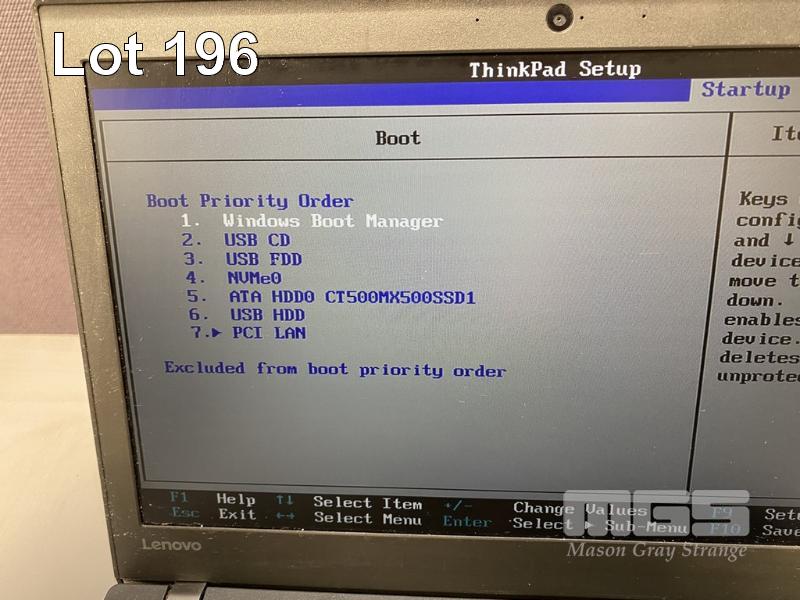 Lot 196
ThinkPad Setup
Startup
Boot
Boot Priority Order
1. Windows Boot Manager
2. USB CD
3. USB FDD
4. NVMe0
5. ATA HDD0 CT500MX500SSD1
6. USB HDD
7.▶ PCI LAN
Excluded from boot priority order
Keys
and ↓
device
move
down.
enables
device.
deletes
F1 Help ↑↓ Select Item +/- Change Values F9
Esc Exit ←→ Select Menu Enter Select ▶ Sub-Menu F10 Save
Lenovo
MGS
Mason Gray Strange